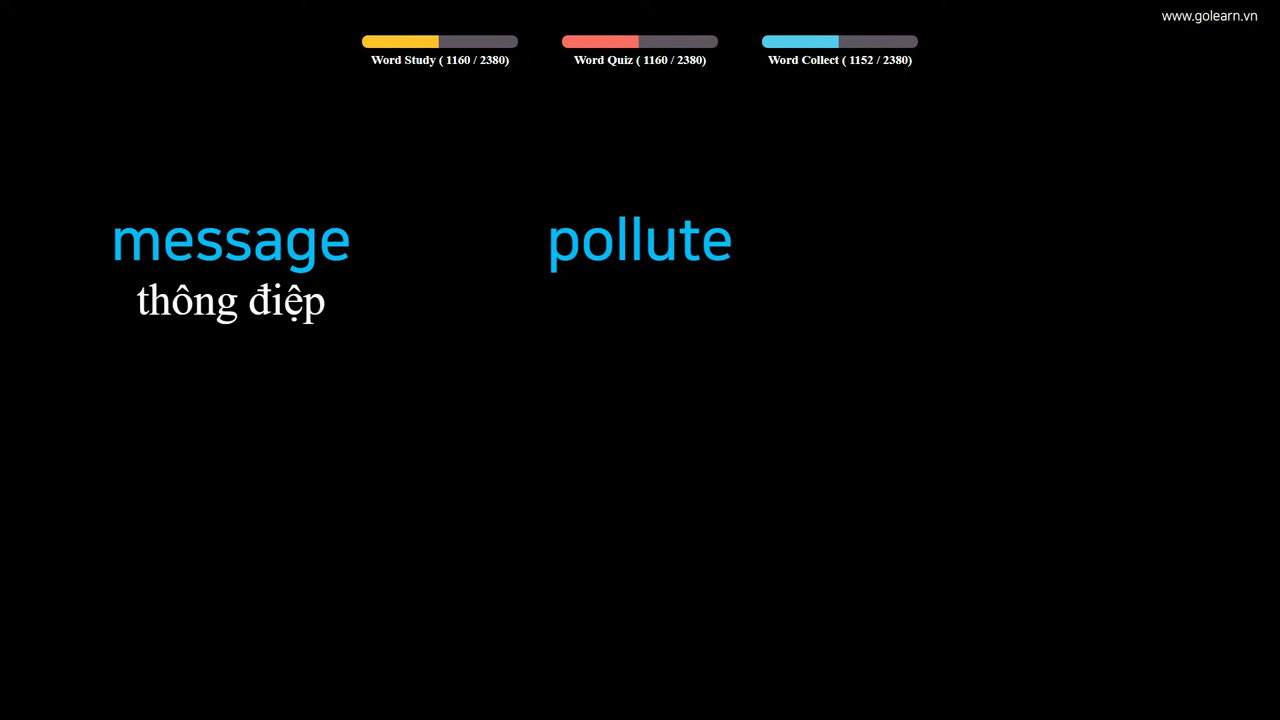 www.golearn.vn
Word Study ( 1160 / 2380)
Word Quiz ( 1160 / 2380)
Word Collect ( 1152 / 2380)
message
pollute
thông điệp